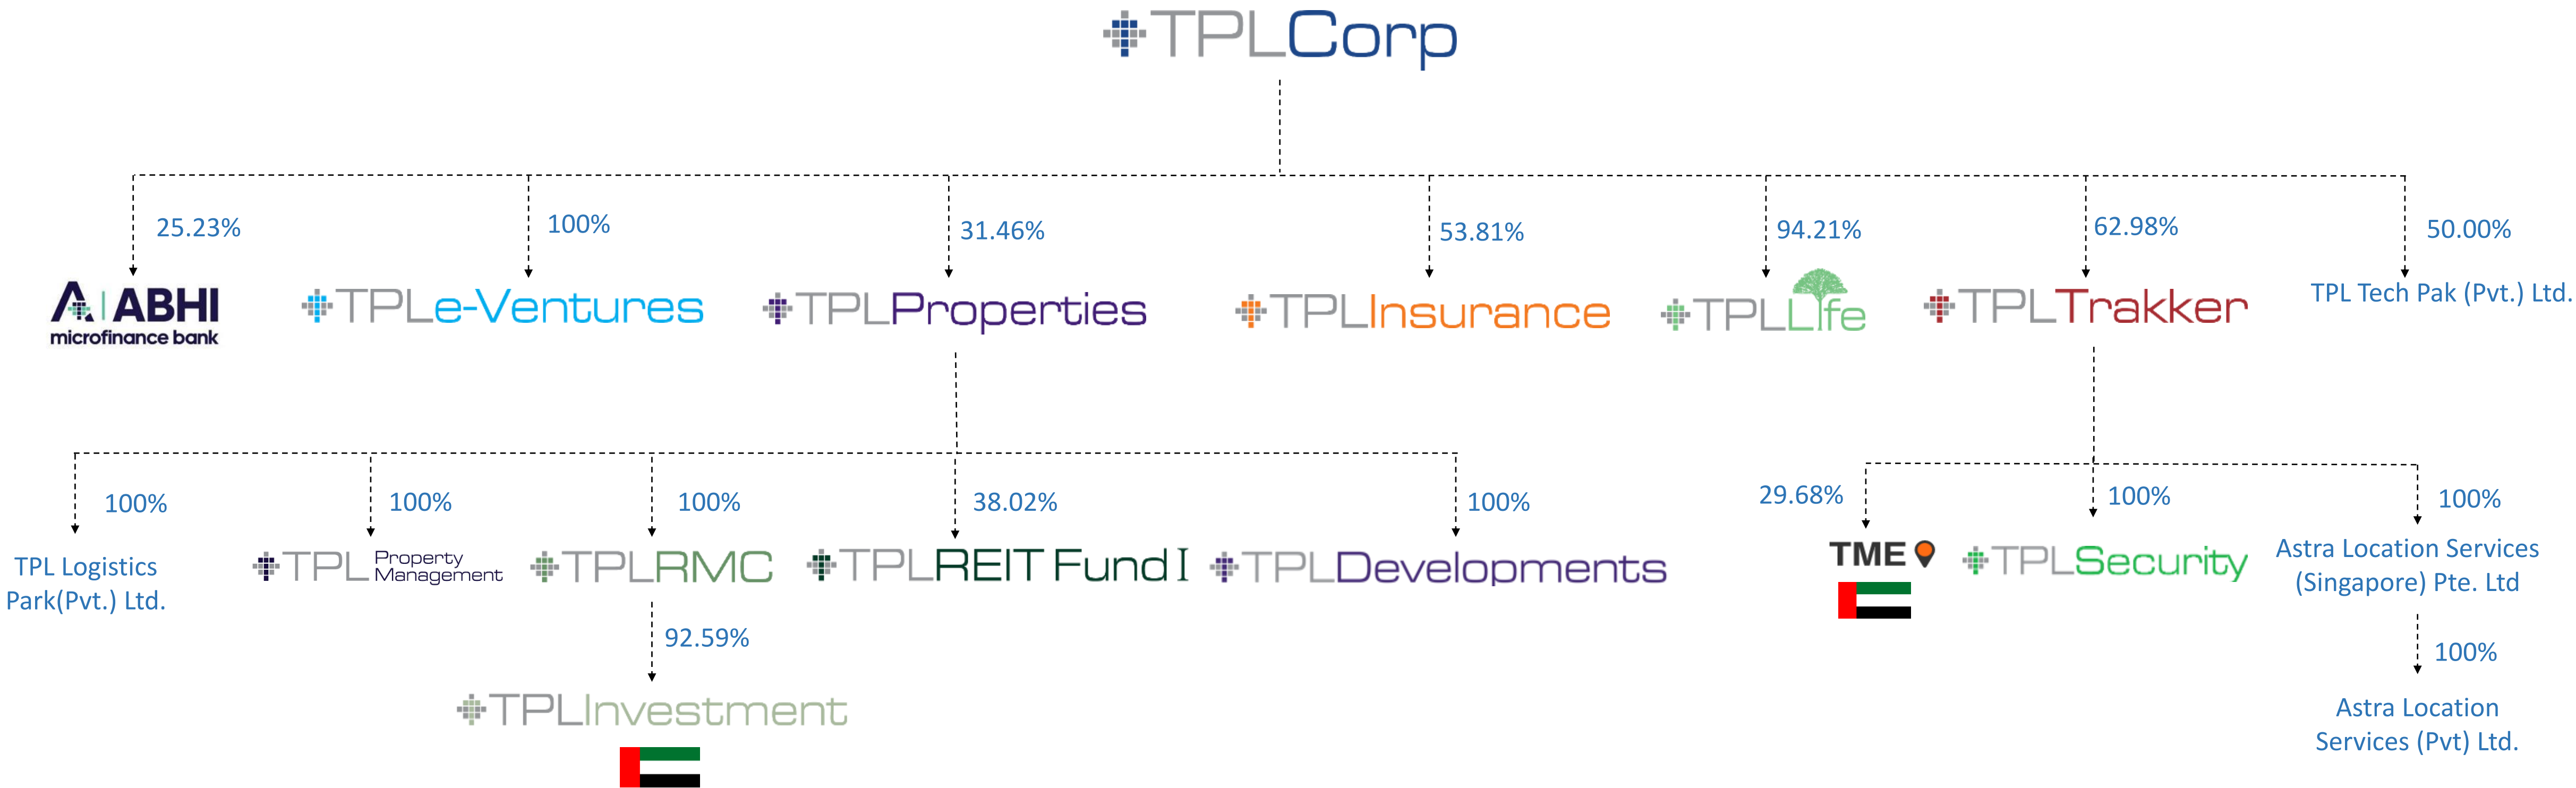 TPLCorp
25.23%
100%
31.46%
53.81%
94.21%
62.98%
50.00%
A ABHI
microfinance bank
TPLe-Ventures
TPLProperties
TPLInsurance
TPLLife
TPLTrakker
TPL Tech Pak (Pvt.) Ltd.
100%
100%
100%
38.02%
100%
29.68%
100%
100%
TPL Logistics
Park(Pvt.) Ltd.
TPL Property
Management
TPLRMC
TPLREIT Fund I
TPLDevelopments
TME
TPLSecurity
Astra Location Services
(Singapore) Pte. Ltd
92.59%
100%
TPLInvestment
Astra Location
Services (Pvt) Ltd.